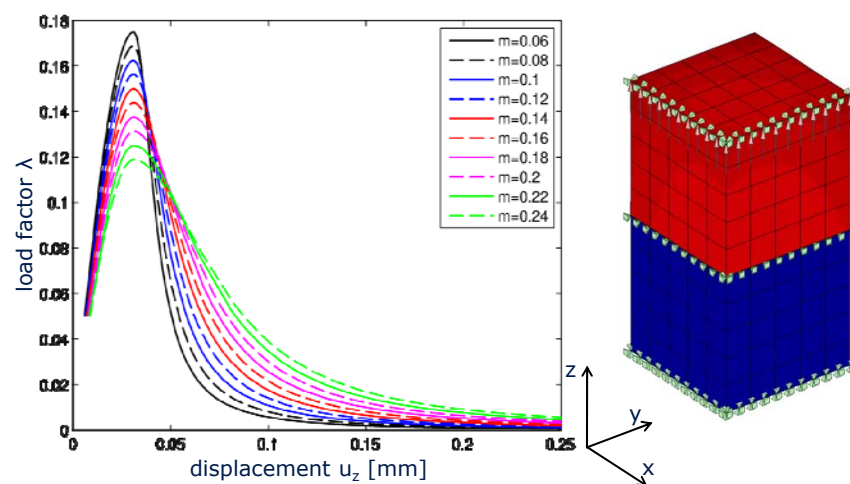 0.18
0.16
0.14
0.12
0.1
0.08
0.06
0.04
0.02
0
load factor λ
0
0.05
0.1
0.15
0.2
0.25
displacement u_z [mm]
m=0.06
m=0.08
m=0.1
m=0.12
m=0.14
m=0.16
m=0.18
m=0.2
m=0.22
m=0.24
z
y
x